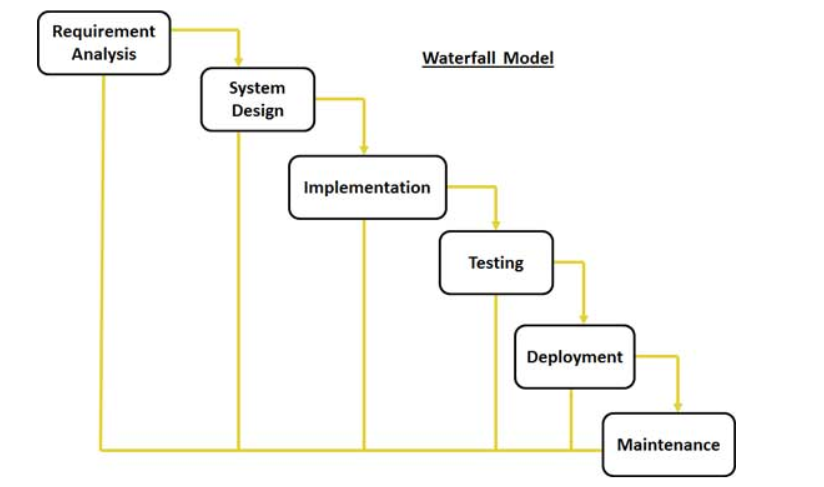 Requirement
Analysis
Waterfall Model
System
Design
Implementation
Testing
Deployment
Maintenance